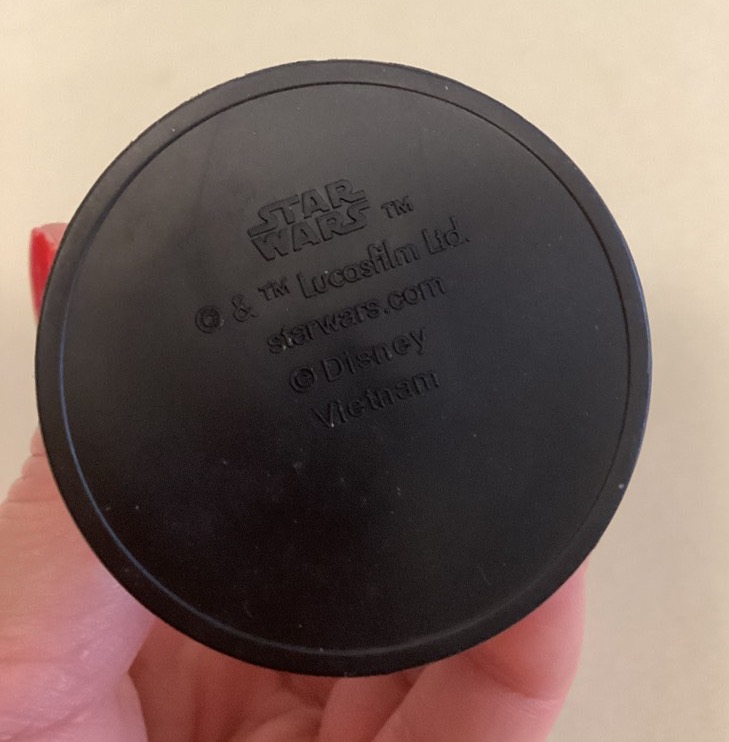 STAR
WARS ™
© & ™ Lucasfilm Ltd.
starwars.com
© Disney
Vietnam